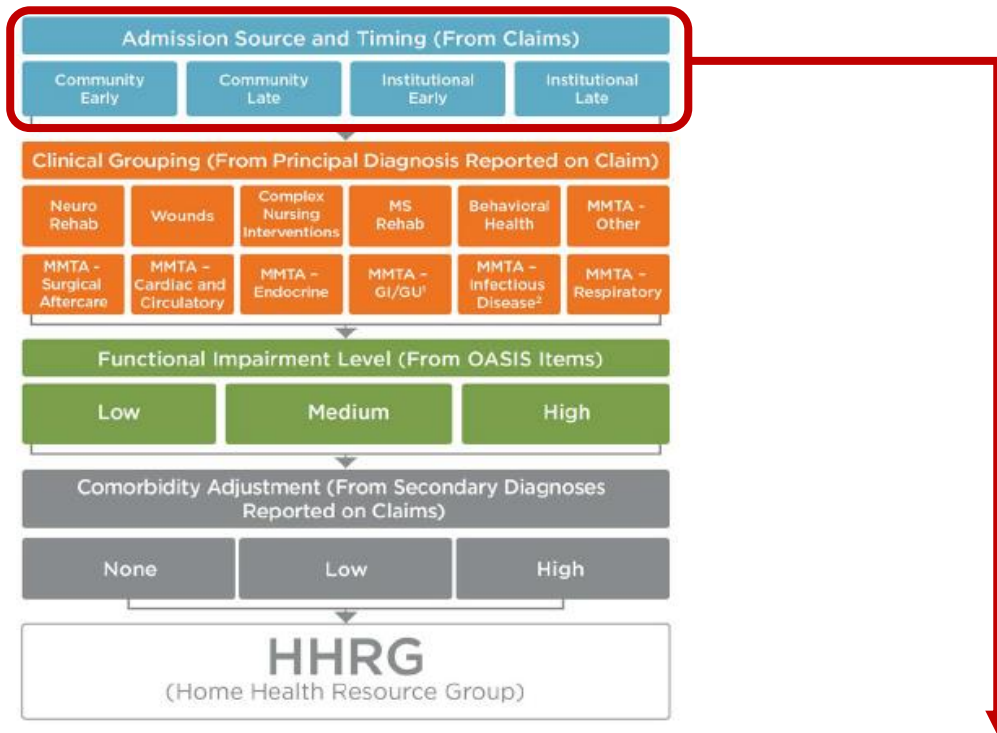 Admission Source and Timing (From Claims)
Community
Early
Community
Late
Institutional
Early
Institutional
Late
Clinical Grouping (From Principal Diagnosis Reported on Claim)
Neuro
Rehab
Wounds
Complex
Nursing
Interventions
MS
Rehab
Behavioral
Health
MMTA –
Other
MMTA -
Surgical
Aftercare
MMTA –
Cardiac and
Circulatory
MMTA –
Endocrine
MMTA –
GI/GU¹
MMTA –
Infectious
Disease²
MMTA –
Respiratory
Functional Impairment Level (From OASIS Items)
Low
Medium
High
Comorbidity Adjustment (From Secondary Diagnoses
Reported on Claims)
None
Low
High
HHRG
(Home Health Resource Group)